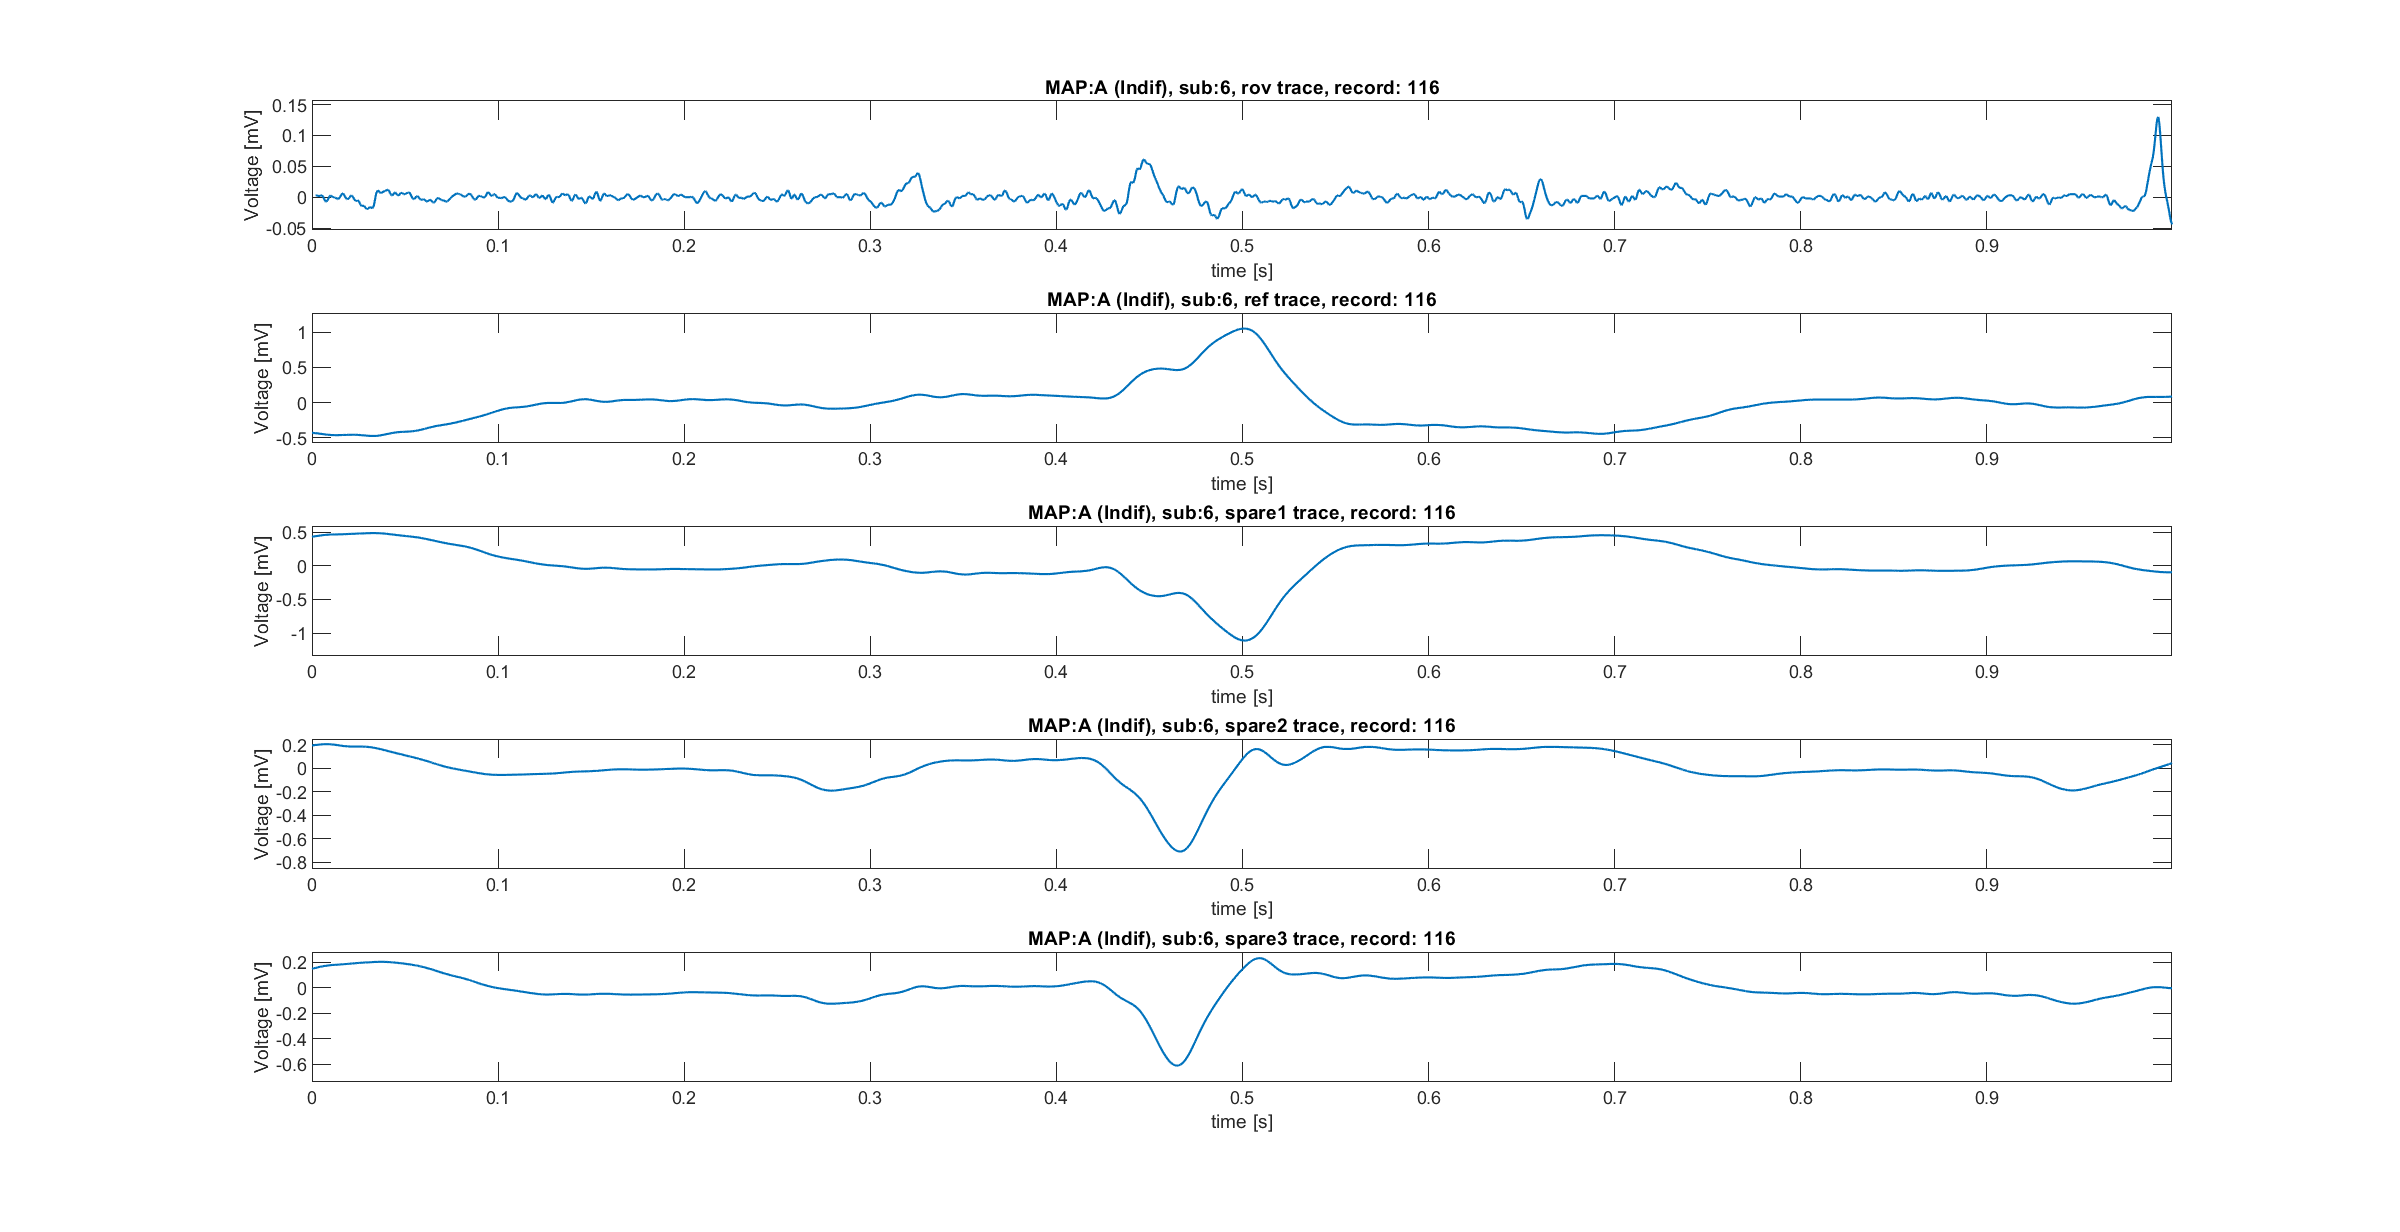 MAP:A (Indif), sub:6, rov trace, record: 116
Voltage [mV]
0.15
0.1
0.05
0
-0.05
0 0.1 0.2 0.3 0.4 0.5 0.6 0.7 0.8 0.9
time [s]
MAP:A (Indif), sub:6, ref trace, record: 116
Voltage [mV]
1
0.5
0
-0.5
0 0.1 0.2 0.3 0.4 0.5 0.6 0.7 0.8 0.9
time [s]
MAP:A (Indif), sub:6, spare1 trace, record: 116
Voltage [mV]
0.5
0
-0.5
-1
0 0.1 0.2 0.3 0.4 0.5 0.6 0.7 0.8 0.9
time [s]
MAP:A (Indif), sub:6, spare2 trace, record: 116
Voltage [mV]
0.2
0
-0.2
-0.4
-0.6
-0.8
0 0.1 0.2 0.3 0.4 0.5 0.6 0.7 0.8 0.9
time [s]
MAP:A (Indif), sub:6, spare3 trace, record: 116
Voltage [mV]
0.2
0
-0.2
-0.4
-0.6
0 0.1 0.2 0.3 0.4 0.5 0.6 0.7 0.8 0.9
time [s]